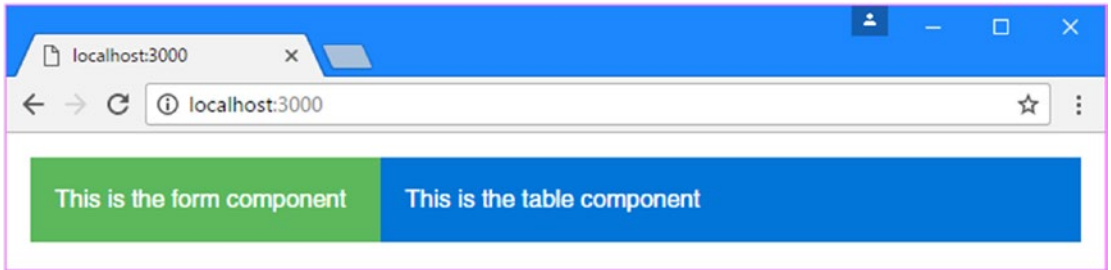 localhost:3000
localhost:3000
This is the form component
This is the table component